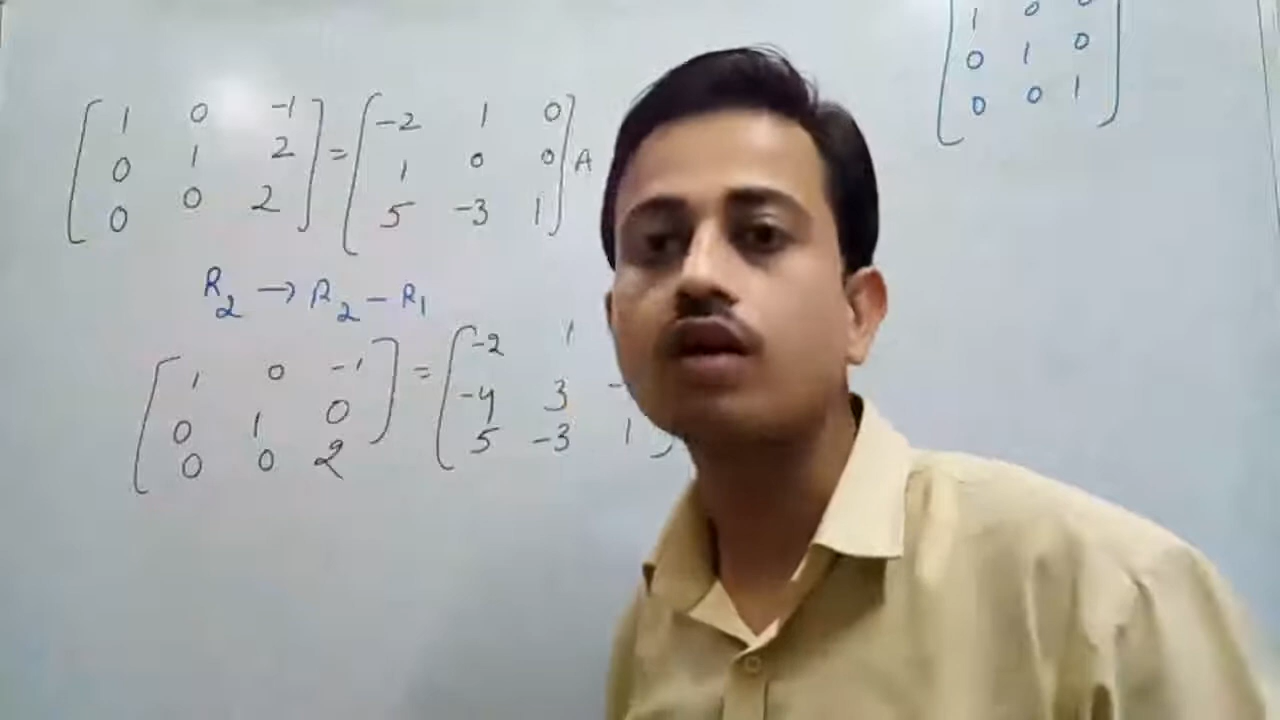 1 0
0 1 0
0 0 1
[1 0 -1] = [-2 1 0] A
[0 1 2] [1 0 0]
[0 0 2] [5 -3 1]
R2 → R2 - R1
[1 0 -1] = [-2 1
[0 1 0] [-4 3 -
[0 0 2] [5 -3 1]